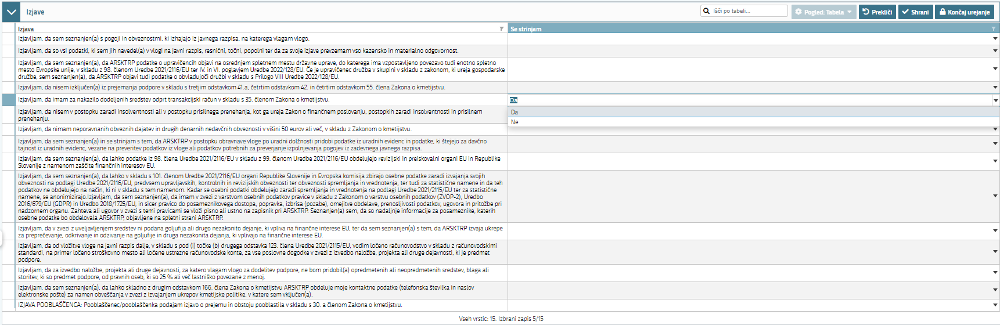 Izjave
Išči po tabeli...
Pogled: Tabela
Prekliči
Shrani
Končaj urejanje
Izjava
Se strinjam
Izjavljam, da sem seznanjen(a) s pogoji in obveznostmi, ki izhajajo iz javnega razpisa, na katerega vlagam vlogo.
Izjavljam, da so vsi podatki, ki sem jih navedel(a) v vlogi na javni razpis, resnični, točni, popolni ter da za svoje izjave prevzemam vso kazensko in materialno odgovornost.
Izjavljam, da sem seznanjen(a), da ARSKTRP podatke o upravičencih objavi na osrednjem spletnem mestu državne uprave, do katerega ima vzpostavljeno povezavo tudi enotno spletno
mesto Evropske unije, v skladu z 98. členom Uredbe 2021/2116/EU ter IV. in VI. poglavjem Uredbe 2022/128/EU. Če je upravičenec družba v skupini v skladu z zakonom, ki ureja gospodarske
družbe, sem seznanjen(a), da ARSKTRP objavi tudi podatke o obvladujoči družbi v skladu s Prilogo VIII Uredbe 2022/128/EU.
Izjavljam, da nisem izključen(a) iz prejemanja podpore v skladu s tretjim odstavkom 41.a, četrtim odstavkom 42. in četrtim odstavkom 55. člena Zakona o kmetijstvu.
Izjavljam, da imam za nakazilo dodeljenih sredstev odprt transakcijski račun v skladu s 35. členom Zakona o kmetijstvu.
Da
Da
Ne
Izjavljam, da nisem v postopku zaradi insolventnosti ali v postopku prisilnega prenehanja, kot ga ureja Zakon o finančnem poslovanju, postopkih zaradi insolventnosti in prisilnem
prenehanju.
Izjavljam, da nimam neporavnanih obveznih dajatev in drugih denarnih nedavčnih obveznosti v višini 50 eurov ali več, v skladu z Zakonom o kmetijstvu.
Izjavljam, da sem seznanjen(a) in se strinjam s tem, da ARSKTRP v postopku obravnave vloge po uradni dolžnosti pridobi podatke iz uradnih evidenc in podatke, ki štejejo za davčno
tajnost iz uradnih evidenc, vezane na preveritev podatkov iz vloge ali podatkov potrebnih za preverjanje izpolnjevanja pogojev iz zadevnega javnega razpisa.
Izjavljam, da sem seznanjen(a), da lahko podatke iz 98. člena Uredbe 2021/2116/EU v skladu z 99. členom Uredbe 2021/2116/EU obdelujejo revizijski in preiskovalni organi EU in Republike
Slovenije z namenom zaščite finančnih interesov EU.
Izjavljam, da sem seznanjen(a), da lahko v skladu s 101. členom Uredbe 2021/2116/EU organi Republike Slovenije in Evropska komisija zbirajo osebne podatke zaradi izvajanja svojih
obveznosti na podlagi Uredbe 2021/2116/EU, predvsem upravljavskih, kontrolnih in revizijskih obveznosti ter obveznosti spremljanja in vrednotenja, ter tudi za statistične namene in da teh
podatkov ne obdelujejo na način, ki ni v skladu s tem namenom. Kadar se osebni podatki obdelujejo zaradi spremljanja in vrednotenja na podlagi Uredbe 2021/2115/EU ter za statistične
namene, se anonimizirajo.Izjavljam, da sem seznanjen(a), da imam v zvezi z varstvom osebnih podatkov pravice v skladu z Zakonom o varstvu osebnih podatkov (ZVOP-2), Uredbo
2016/679/EU (GDPR) in Uredbo 2018/1725/EU, in sicer pravico do posameznikovega dostopa, popravka, izbrisa (pozabe), omejitve obdelave, prenosljivosti podatkov, ugovora in pritožbe pri
nadzornem organu. Zahteva ali ugovor v zvezi s temi pravicami se vloži pisno ali ustno na zapisnik pri ARSKTRP. Seznanjen(a) sem, da so nadaljnje informacije za posameznike, katerih
osebne podatke bo obdelovala ARSKTRP, objavljene na spletni strani ARSKTRP.
Izjavljam, da v zvezi z uveljavljenjem sredstev ni podana goljufija ali drugo nezakonito dejanje, ki vpliva na finančne interese EU, ter da sem seznanjen(a) s tem, da ARSKTRP izvaja ukrepe
za preprečevanje, odkrivanje in odzivanje na goljufije in druga nezakonita dejanja, ki vplivajo na finančne interese EU.
Izjavljam, da od vložitve vloge na javni razpis dalje, v skladu s pod (i) točke (b) drugega odstavka 123. člena Uredbe 2021/2115/EU, vodim ločeno računovodstvo v skladu z računovodskimi
standardi, na primer ločeno stroškovno mesto ali ločene ustrezne računovodske konte, za vse poslovne dogodke v zvezi z izvedbo naložbe, projekta ali druge dejavnosti, ki je predmet
podpore.
Izjavljam, da za izvedbo naložbe, projekta ali druge dejavnosti, za katero vlagam vlogo za dodelitev podpore, ne bom pridobil(a) opredmetenih ali neopredmetenih sredstev, blaga ali
storitev, ki so predmet podpore, od pravnih oseb, ki so 25 % ali več lastniško povezane z menoj.
Izjavljam, da sem seznanjen(a), da lahko skladno z drugim odstavkom 166. člena Zakona o kmetijstvu ARSKTRP obdeluje moje kontaktne podatke (telefonska številka in naslov
elektronske pošte) za namen obveščanja v zvezi z izvajanjem ukrepov kmetijske politike, v katere sem vključen(a).
IZJAVA POOBLAŠČENCA: Pooblaščenec/pooblaščenka podajam izjavo o prejemu in obstoju pooblastila v skladu s 30. a členom Zakona o kmetijstvu.
Vseh vrstic: 15. Izbrani zapis 5/15